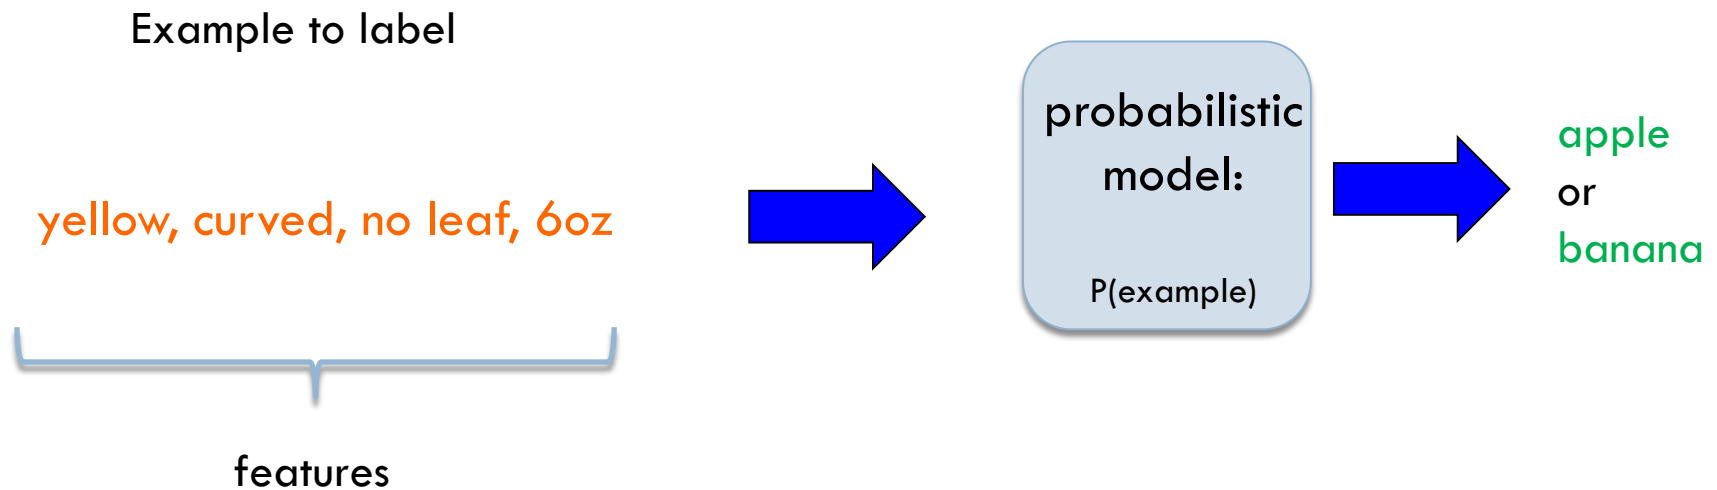 Example to label
yellow, curved, no leaf, 6oz
features
probabilistic
model:
P(example)
apple
or
banana